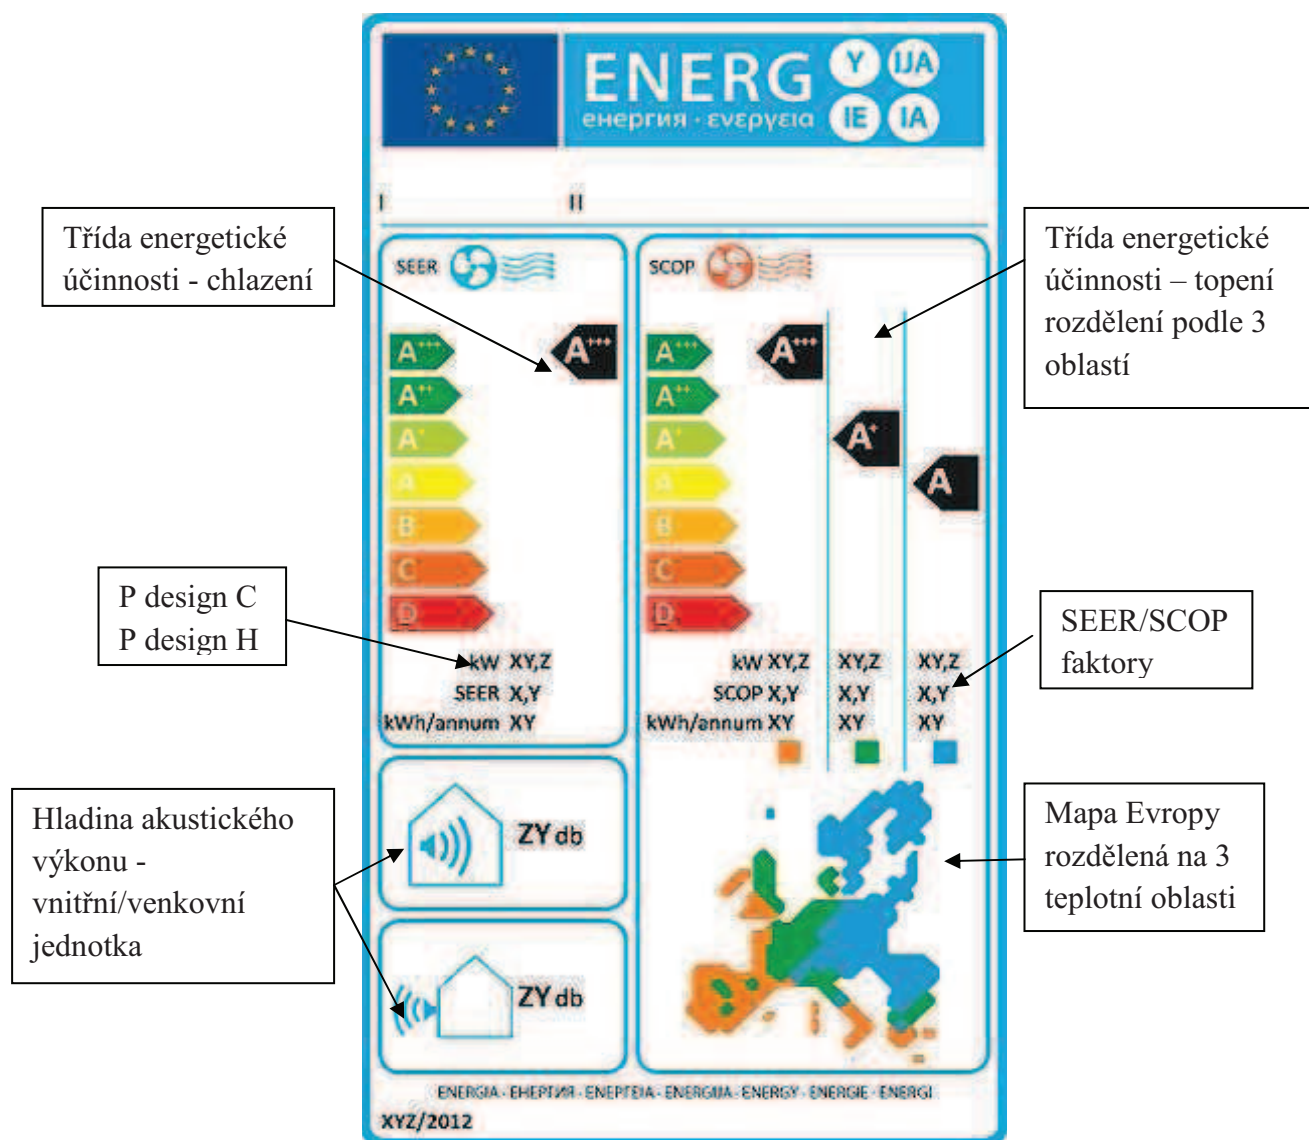 ENERG
енергия · ενεργεια
Y IJA
IE IA
I II
Třída energetické
účinnosti - chlazení
Třída energetické
účinnosti – topení
rozdělení podle 3
oblastí
SEER
A+++
A++
A+
A
B
C
D
A+++
kW XY,Z
SEER X,Y
kWh/annum XY
SCOP
A+++
A++
A+
A
B
C
D
A+++
A+
A
kW XY,Z XY,Z XY,Z
SCOP X,Y X,Y X,Y
kWh/annum XY XY XY
P design C
P design H
SEER/SCOP
faktory
Hladina akustického
výkonu -
vnitřní/venkovní
jednotka
ZY db
ZY db
Mapa Evropy
rozdělená na 3
teplotní oblasti
ENERGIA · ЕНЕРГИЯ · ΕΝΕΡΓΕΙΑ · ENERGIJA · ENERGY · ENERGIE · ENERGI
XYZ/2012